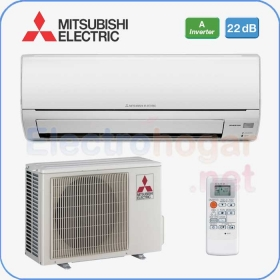 MITSUBISHI
ELECTRIC
A
Inverter
22 dB
Electrohogar
.net